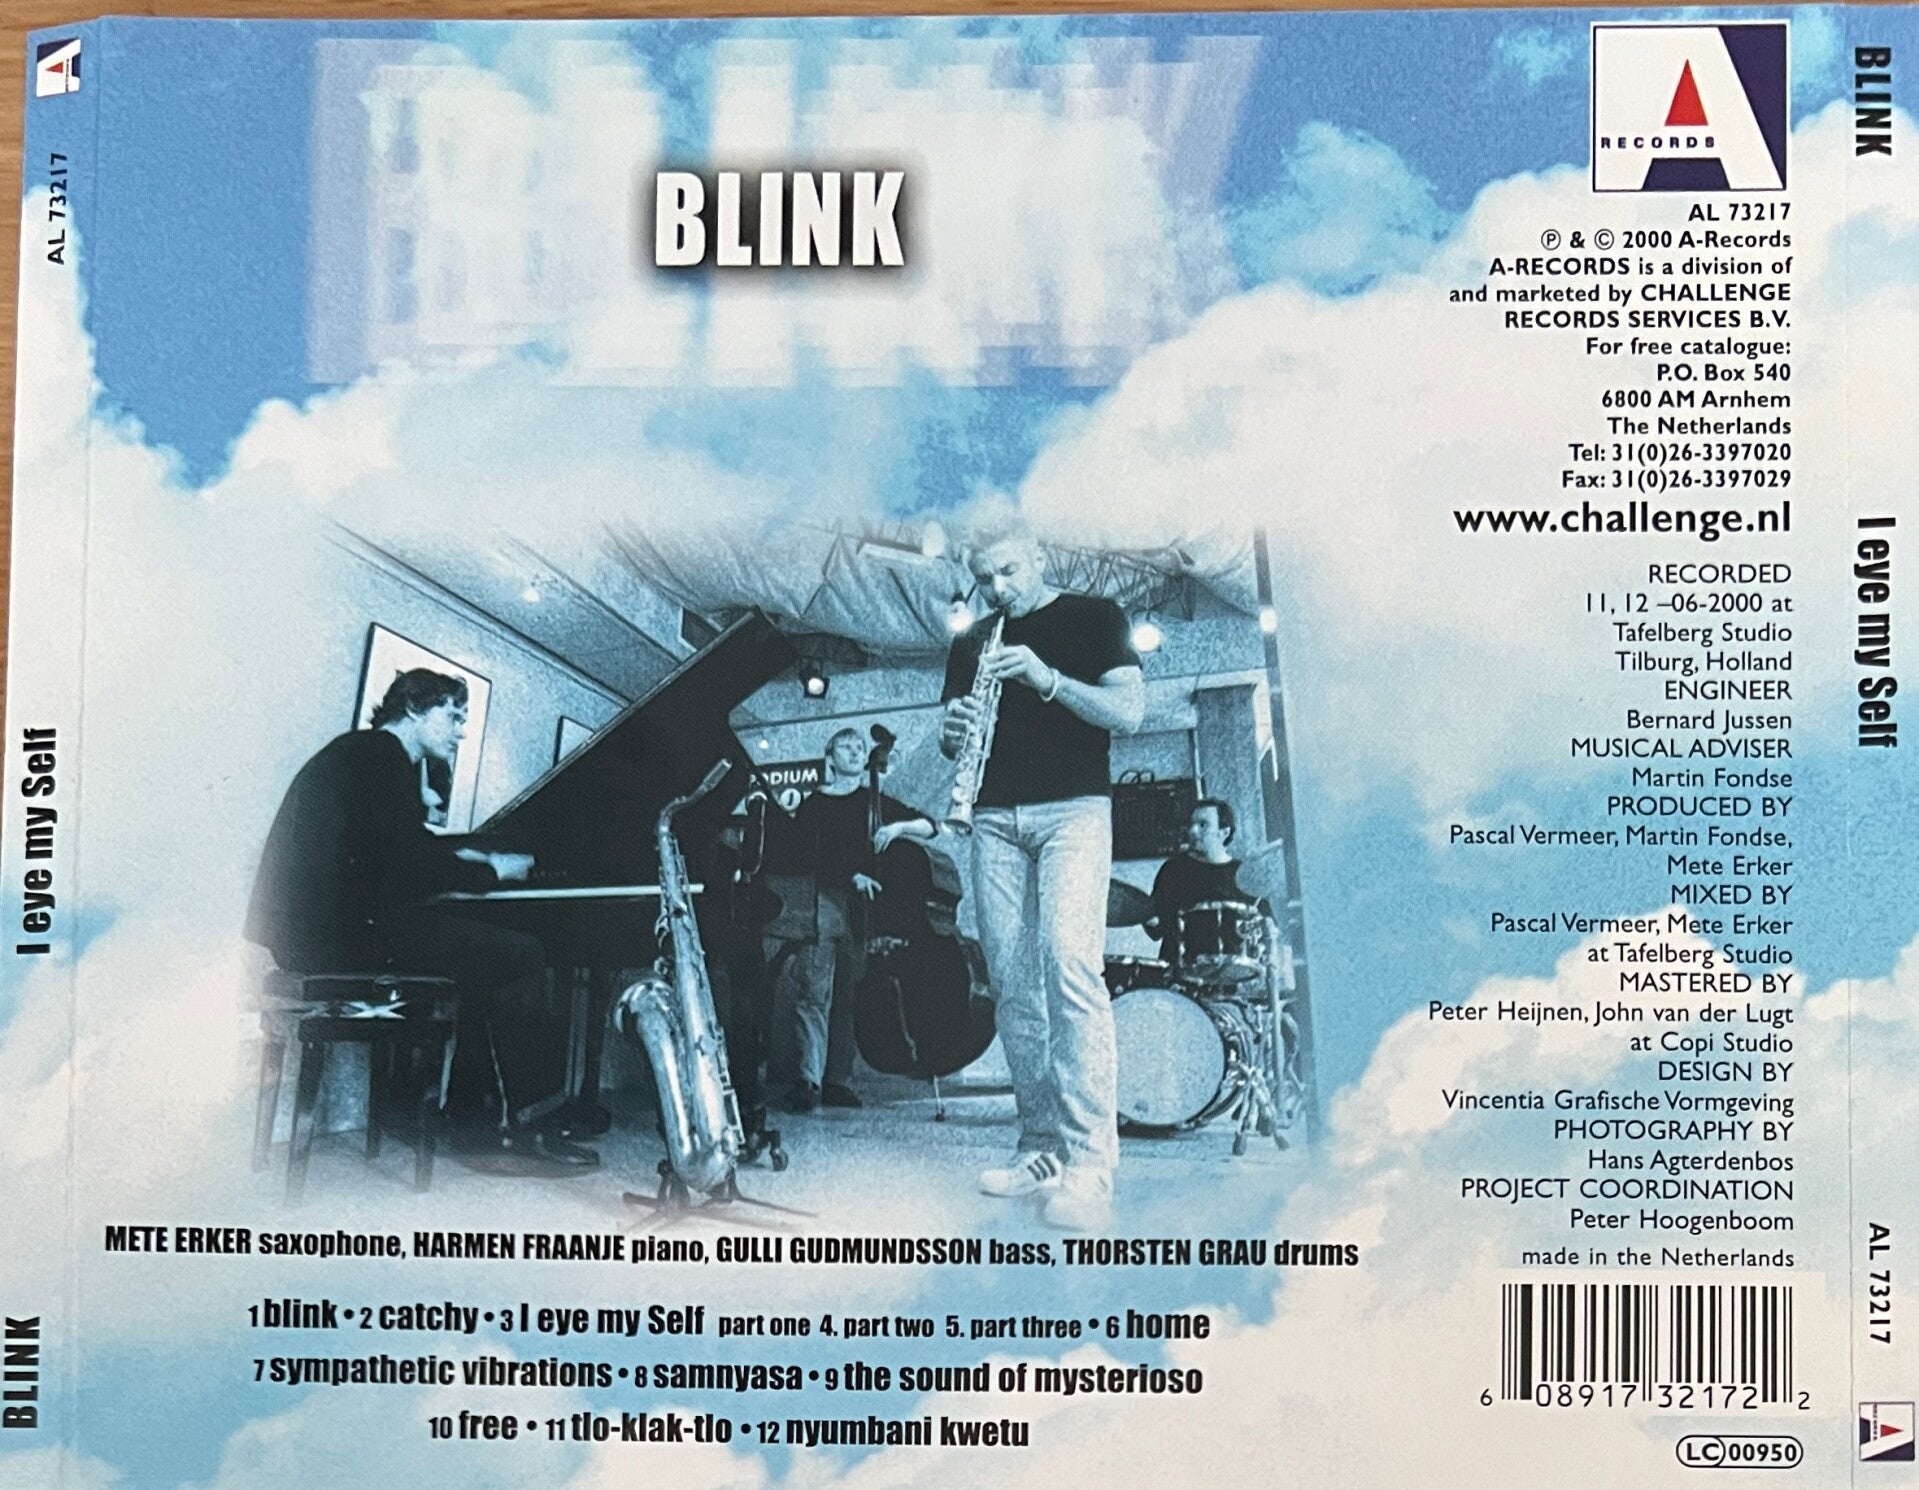 BLINK
A
RECORDS
AL 73217
℗ & © 2000 A-Records
A-RECORDS is a division of
and marketed by CHALLENGE
RECORDS SERVICES B.V.
For free catalogue:
P.O. Box 540
6800 AM Arnhem
The Netherlands
Tel: 31(0)26-3397020
Fax: 31(0)26-3397029
www.challenge.nl
RECORDED
11, 12 –06-2000 at
Tafelberg Studio
Tilburg, Holland
ENGINEER
Bernard Jussen
MUSICAL ADVISER
Martin Fondse
PRODUCED BY
Pascal Vermeer, Martin Fondse,
Mete Erker
MIXED BY
Pascal Vermeer, Mete Erker
at Tafelberg Studio
MASTERED BY
Peter Heijnen, John van der Lugt
at Copi Studio
DESIGN BY
Vincentia Grafische Vormgeving
PHOTOGRAPHY BY
Hans Agterdenbos
PROJECT COORDINATION
Peter Hoogenboom
made in the Netherlands
6 08917 32172 2
LC 00950
METE ERKER saxophone, HARMEN FRAANJE piano, GULLI GUDMUNDSSON bass, THORSTEN GRAU drums
1 blink • 2 catchy • 3 I eye my Self part one 4. part two 5. part three • 6 home
7 sympathetic vibrations • 8 samnyasa • 9 the sound of mysterioso
10 free • 11 tlo-klak-tlo • 12 nyumbani kwetu
BLINK
I eye my Self
AL 73217
A
BLINK
I eye my Self
AL 73217
A